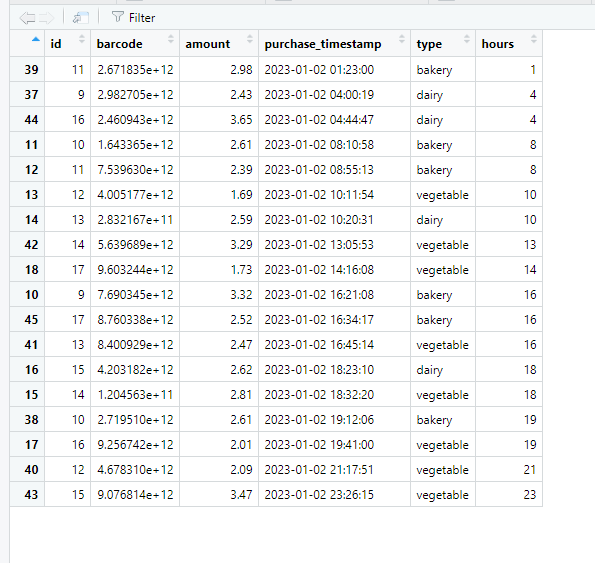 Filter
id barcode amount purchase_timestamp type hours
39 11 2.671835e+12 2.98 2023-01-02 01:23:00 bakery 1
37 9 2.982705e+12 2.43 2023-01-02 04:00:19 dairy 4
44 16 2.460943e+12 3.65 2023-01-02 04:44:47 dairy 4
11 10 1.643365e+12 2.61 2023-01-02 08:10:58 bakery 8
12 11 7.539630e+12 2.39 2023-01-02 08:55:13 bakery 8
13 12 4.005177e+12 1.69 2023-01-02 10:11:54 vegetable 10
14 13 2.832167e+11 2.59 2023-01-02 10:20:31 dairy 10
42 14 5.639689e+12 3.29 2023-01-02 13:05:53 vegetable 13
18 17 9.603244e+12 1.73 2023-01-02 14:16:08 vegetable 14
10 9 7.690345e+12 3.32 2023-01-02 16:21:08 bakery 16
45 17 8.760338e+12 2.52 2023-01-02 16:34:17 bakery 16
41 13 8.400929e+12 2.47 2023-01-02 16:45:14 vegetable 16
16 15 4.203182e+12 2.62 2023-01-02 18:23:10 dairy 18
15 14 1.204563e+11 2.81 2023-01-02 18:32:20 vegetable 18
38 10 2.719510e+12 2.61 2023-01-02 19:12:06 bakery 19
17 16 9.256742e+12 2.01 2023-01-02 19:41:00 vegetable 19
40 12 4.678310e+12 2.09 2023-01-02 21:17:51 vegetable 21
43 15 9.076814e+12 3.47 2023-01-02 23:26:15 vegetable 23